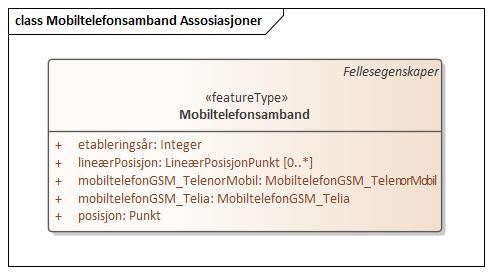 class Mobiltelefonsamband Assosiasjoner
Fellesegenskaper
«featureType»
Mobiltelefonsamband
+ etableringsår: Integer
+ lineærPosisjon: LineærPosisjonPunkt [0..*]
+ mobiltelefonGSM_TelenorMobil: MobiltelefonGSM_TelenorMobil
+ mobiltelefonGSM_Telia: MobiltelefonGSM_Telia
+ posisjon: Punkt